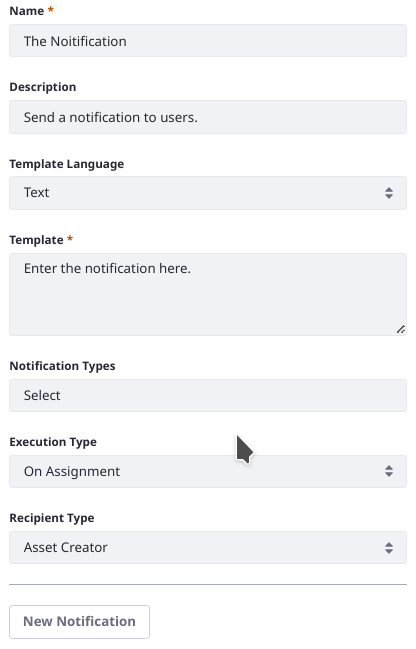 Name *
The Noitification
Description
Send a notification to users.
Template Language
Text
Template *
Enter the notification here.
Notification Types
Select
Execution Type
On Assignment
Recipient Type
Asset Creator
New Notification